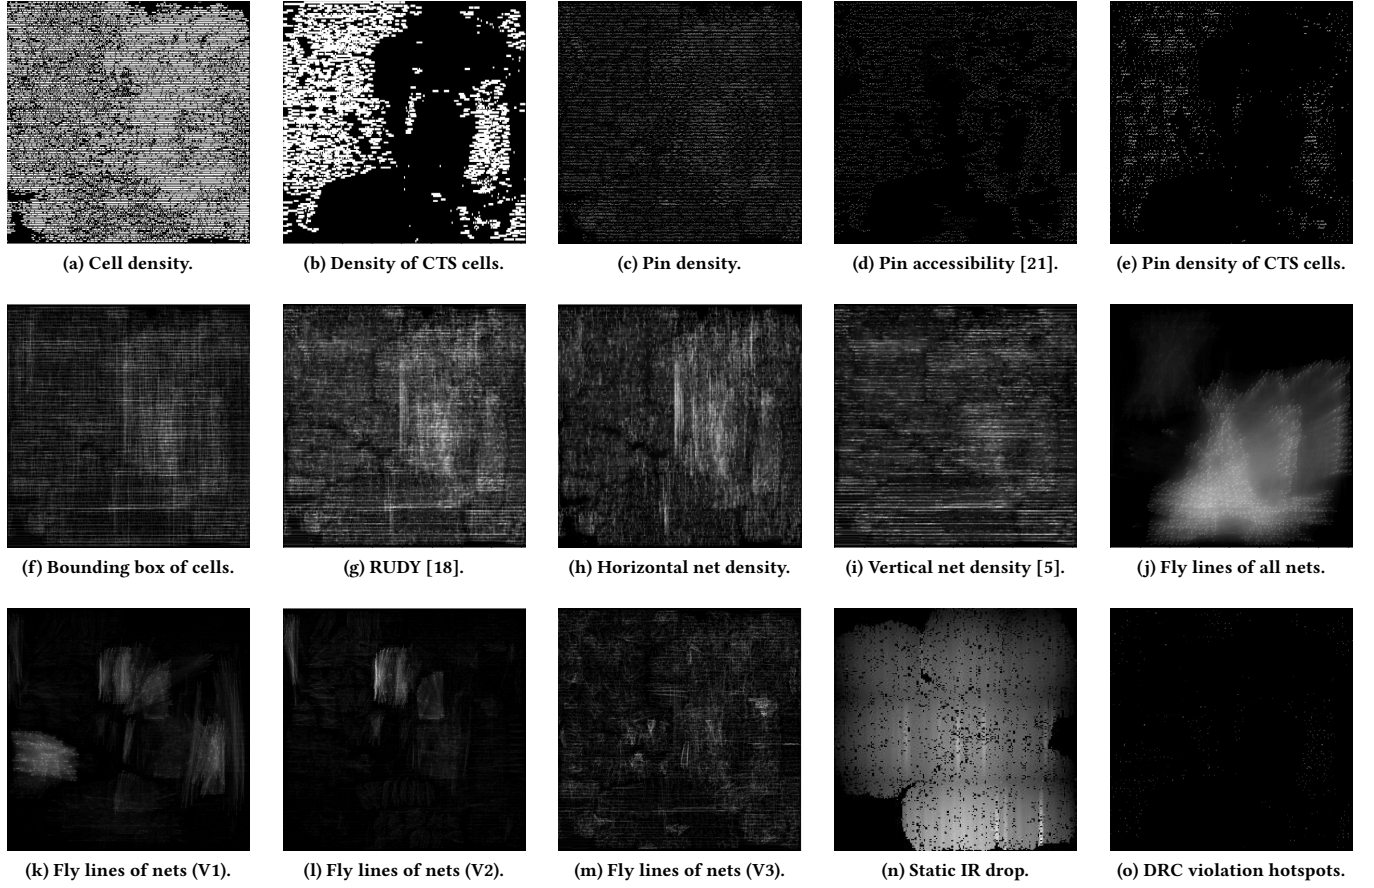 (a) Cell density.
(b) Density of CTS cells.
(c) Pin density.
(d) Pin accessibility [21].
(e) Pin density of CTS cells.
(f) Bounding box of cells.
(g) RUDY [18].
(h) Horizontal net density.
(i) Vertical net density [5].
(j) Fly lines of all nets.
(k) Fly lines of nets (V1).
(l) Fly lines of nets (V2).
(m) Fly lines of nets (V3).
(n) Static IR drop.
(o) DRC violation hotspots.